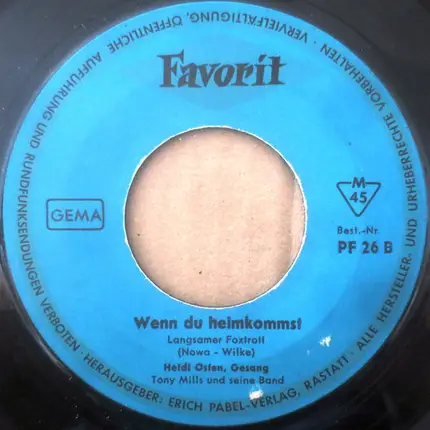 VERVIELFÄLTIGUNG, ÖFFENTLICHE AUFFÜHRUNG UND RUNDFUNKSENDUNGEN VERBOTEN · HERAUSGEBER: ERICH PABEL-VERLAG, RASTATT · ALLE HERSTELLER- UND URHEBERRECHTE VORBEHALTEN ·
Favorit
GEMA
M
45
Best.-Nr.
PF 26 B
Wenn du heimkommst
Langsamer Foxtrott
(Nowa - Wilke)
Heidi Osten, Gesang
Tony Mills und seine Band